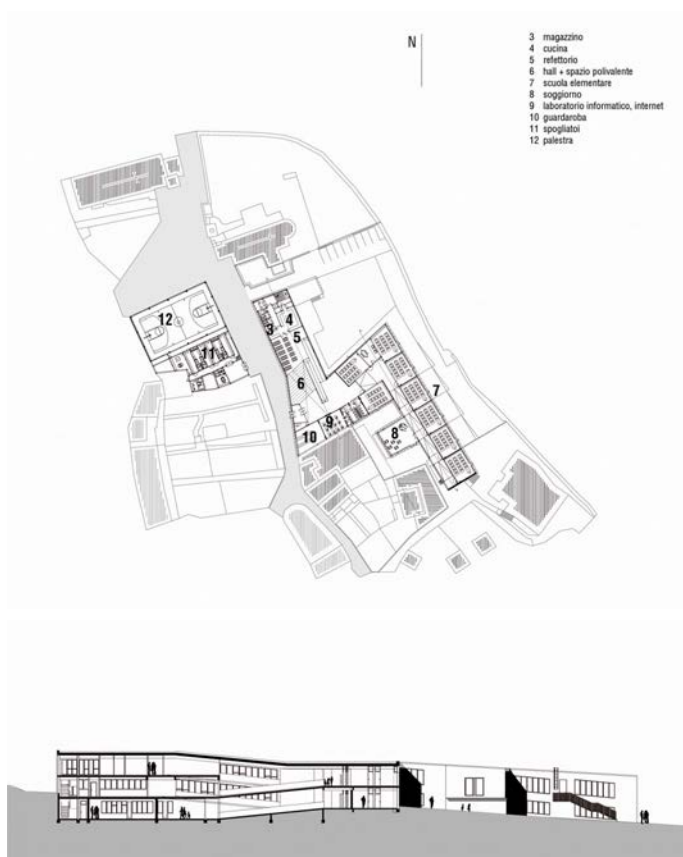 N
3 magazzino
4 cucina
5 refettorio
6 hall + spazio polivalente
7 scuola elementare
8 soggiorno
9 laboratorio informatico, internet
10 guardaroba
11 spogliatoi
12 palestra
12
4
3
5
11
6
7
9
8
10